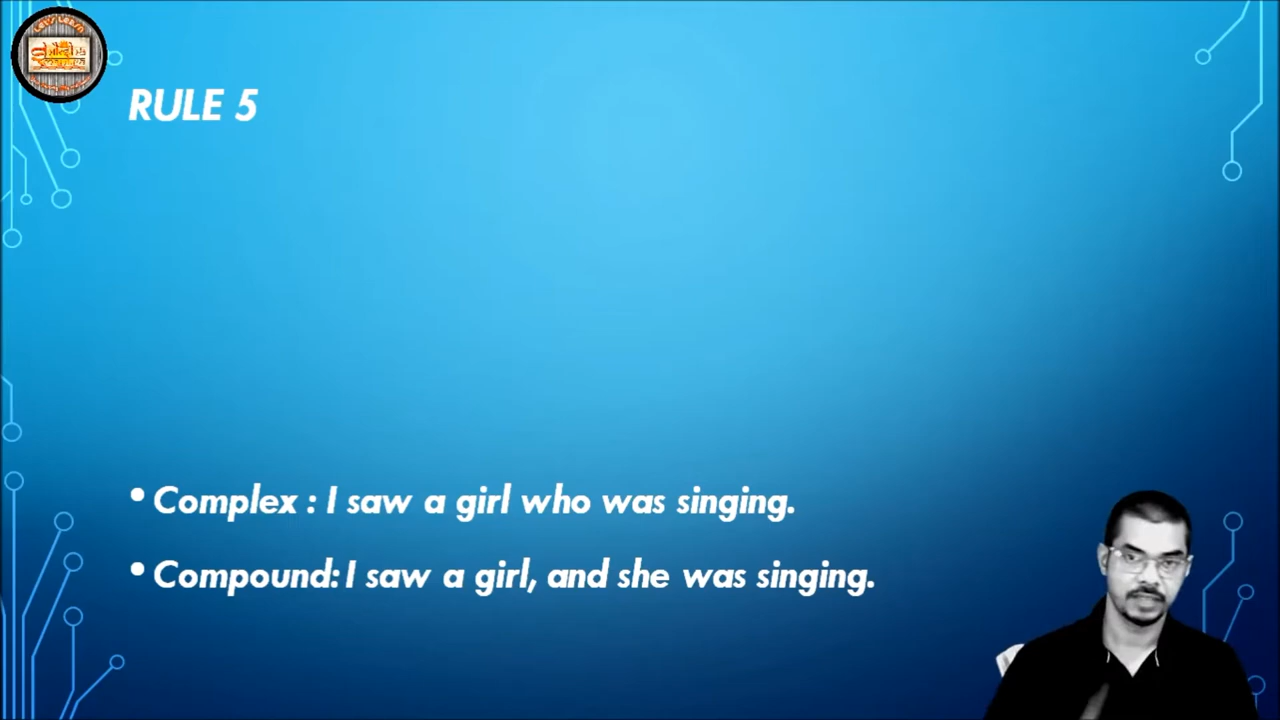 RULE 5
• Complex : I saw a girl who was singing.
• Compound: I saw a girl, and she was singing.